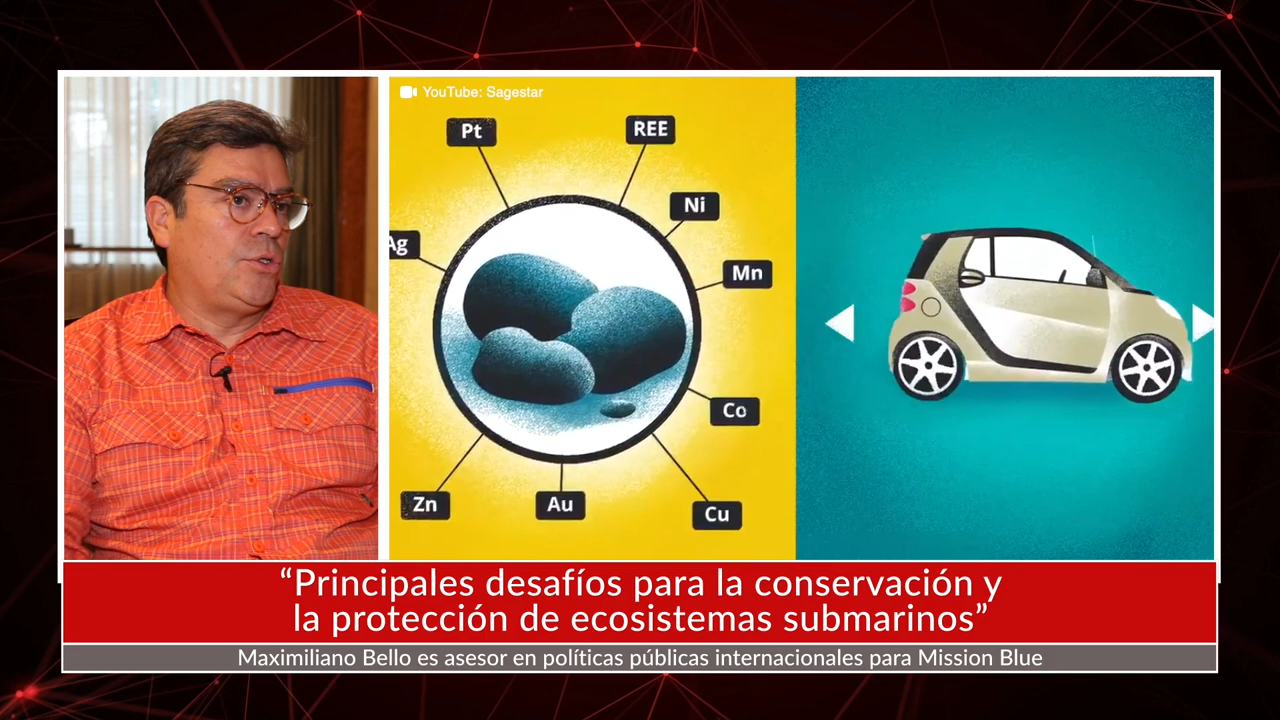 YouTube: Sagestar
Pt
REE
Ni
Ag
Mn
Co
Zn
Au
Cu
“Principales desafíos para la conservación y
la protección de ecosistemas submarinos”
Maximiliano Bello es asesor en políticas públicas internacionales para Mission Blue